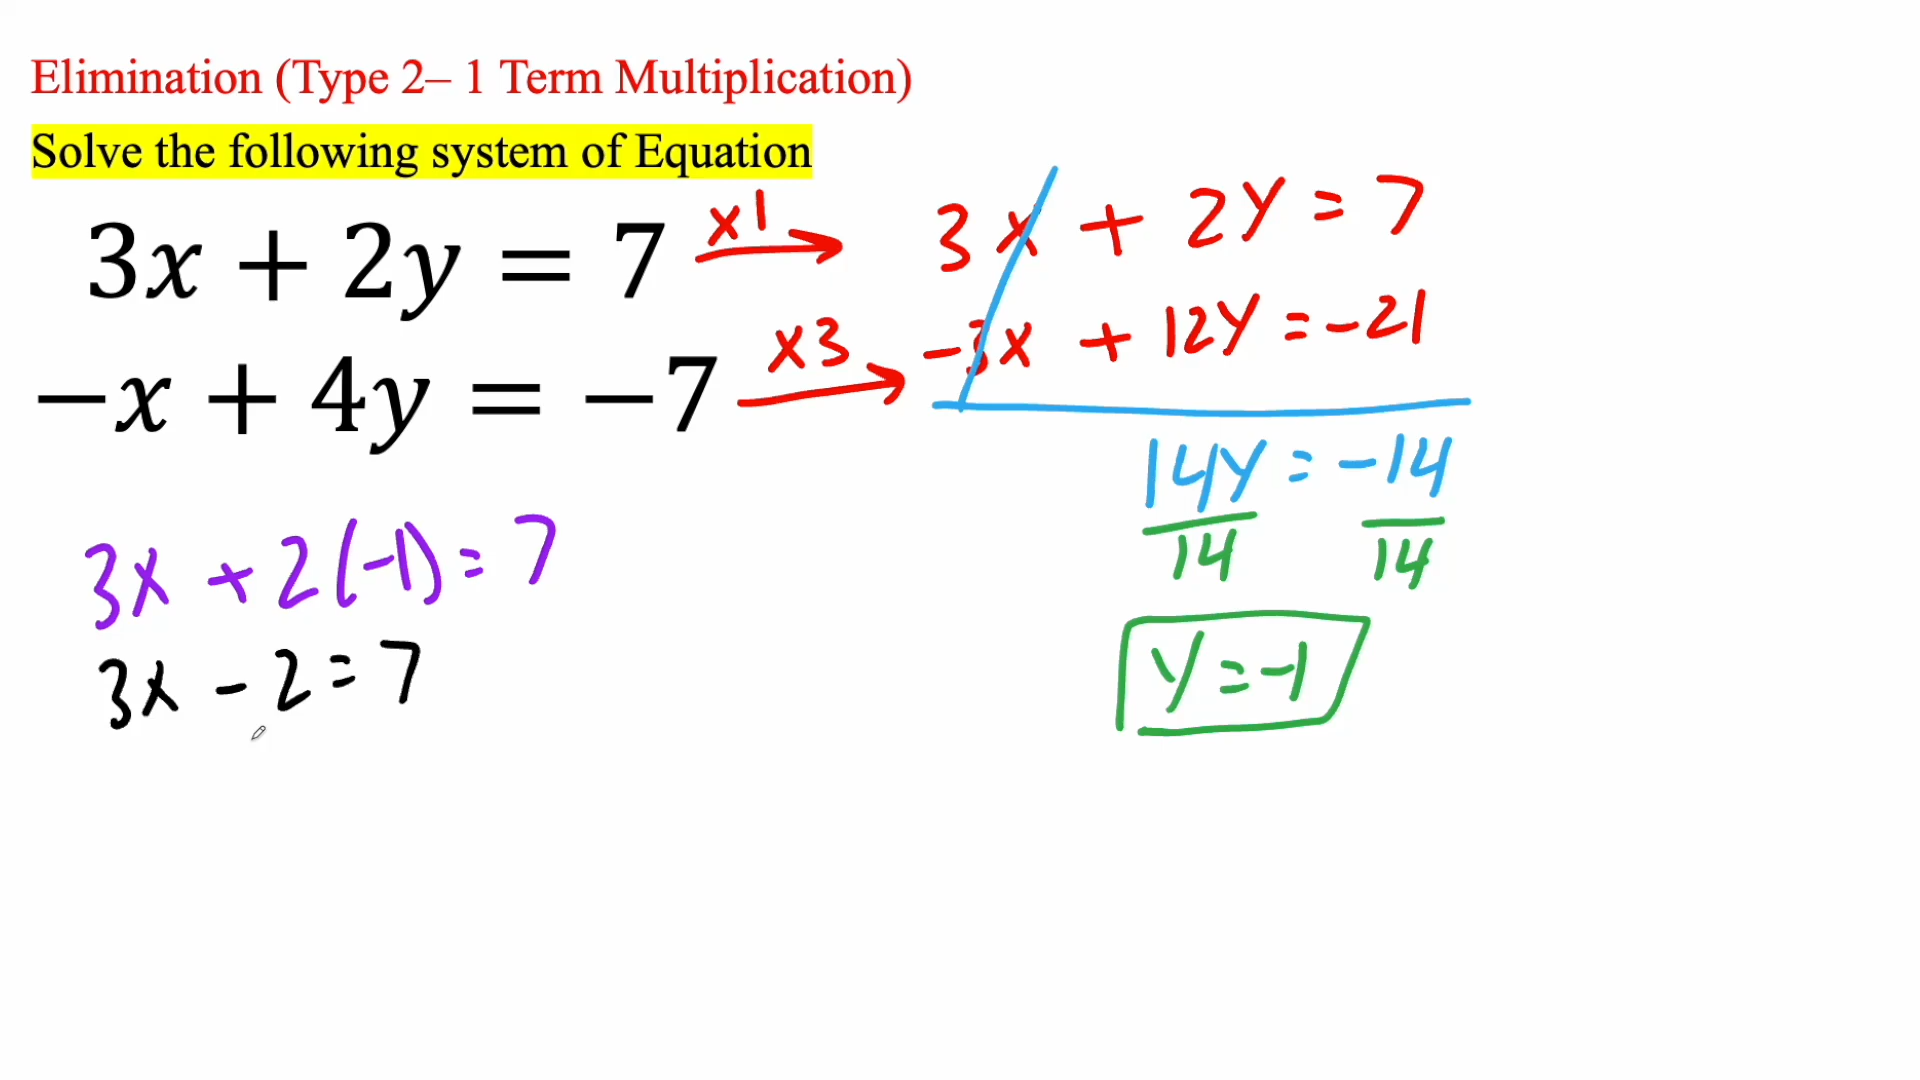 Elimination (Type 2– 1 Term Multiplication)
Solve the following system of Equation
3x + 2y = 7
x1
3x + 2y = 7
−x + 4y = −7
x3
-3x + 12y = -21
14y = -14
14 14
y = -1
3x + 2(-1) = 7
3x - 2 = 7